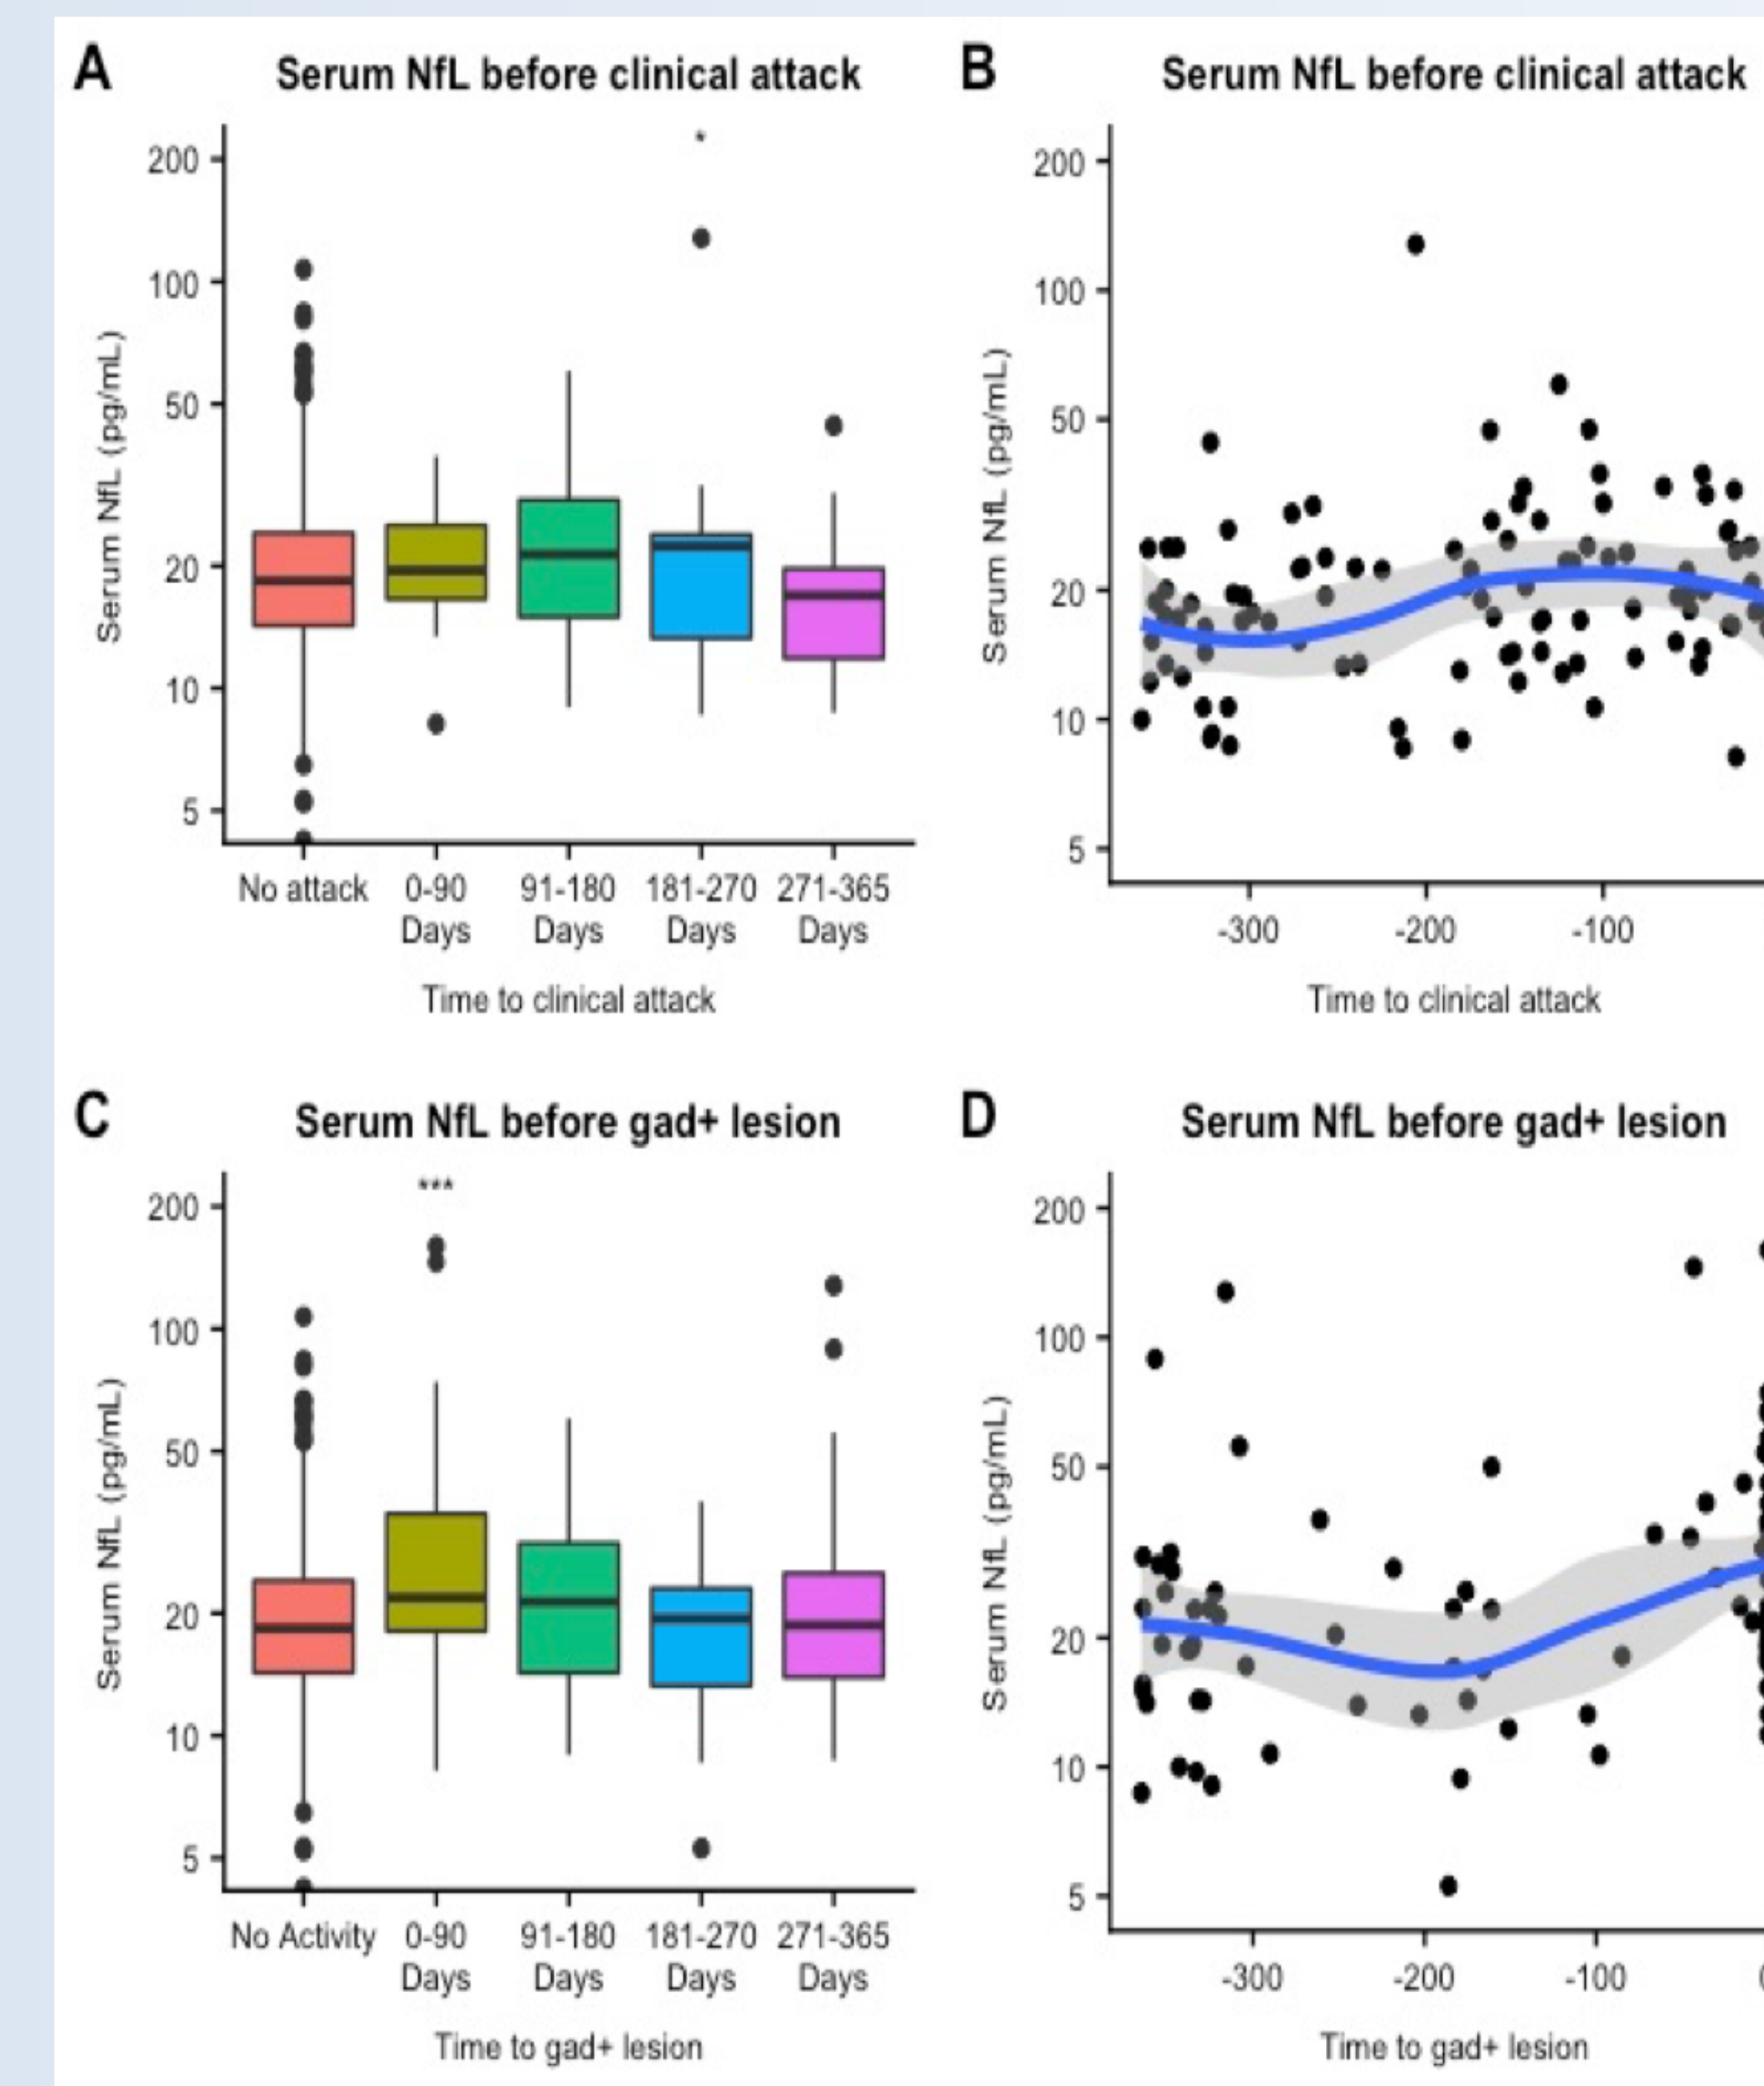 A
Serum NfL before clinical attack
*
Serum NfL (pg/mL)
200
100
50
20
10
5
No attack
0-90 Days
91-180 Days
181-270 Days
271-365 Days
Time to clinical attack
B
Serum NfL before clinical attack
Serum NfL (pg/mL)
200
100
50
20
10
5
-300
-200
-100
Time to clinical attack
C
Serum NfL before gad+ lesion
***
Serum NfL (pg/mL)
200
100
50
20
10
5
No Activity
0-90 Days
91-180 Days
181-270 Days
271-365 Days
Time to gad+ lesion
D
Serum NfL before gad+ lesion
Serum NfL (pg/mL)
200
100
50
20
10
5
-300
-200
-100
Time to gad+ lesion